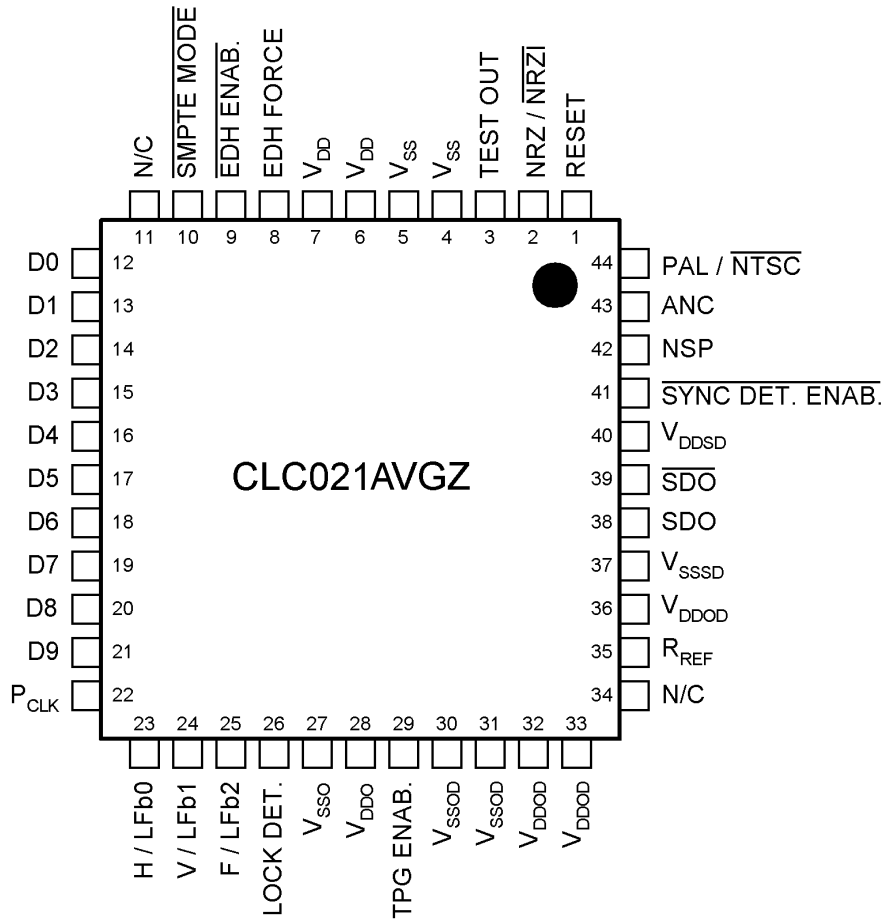 N/C
SMPTE MODE
EDH ENAB.
EDH FORCE
VDD
VDD
VSS
VSS
TEST OUT
NRZ / NRZI
RESET
11
10
9
8
7
6
5
4
3
2
1
D0 12
D1 13
D2 14
D3 15
D4 16
D5 17
D6 18
D7 19
D8 20
D9 21
PCLK 22
CLC021AVGZ
44 PAL / NTSC
43 ANC
42 NSP
41 SYNC DET. ENAB.
40 VDDSD
39 SDO
38 SDO
37 VSSSD
36 VDDOD
35 RREF
34 N/C
23
24
25
26
27
28
29
30
31
32
33
H / LFb0
V / LFb1
F / LFb2
LOCK DET.
VSSO
VDDO
TPG ENAB.
VSSOD
VSSOD
VDDOD
VDDOD